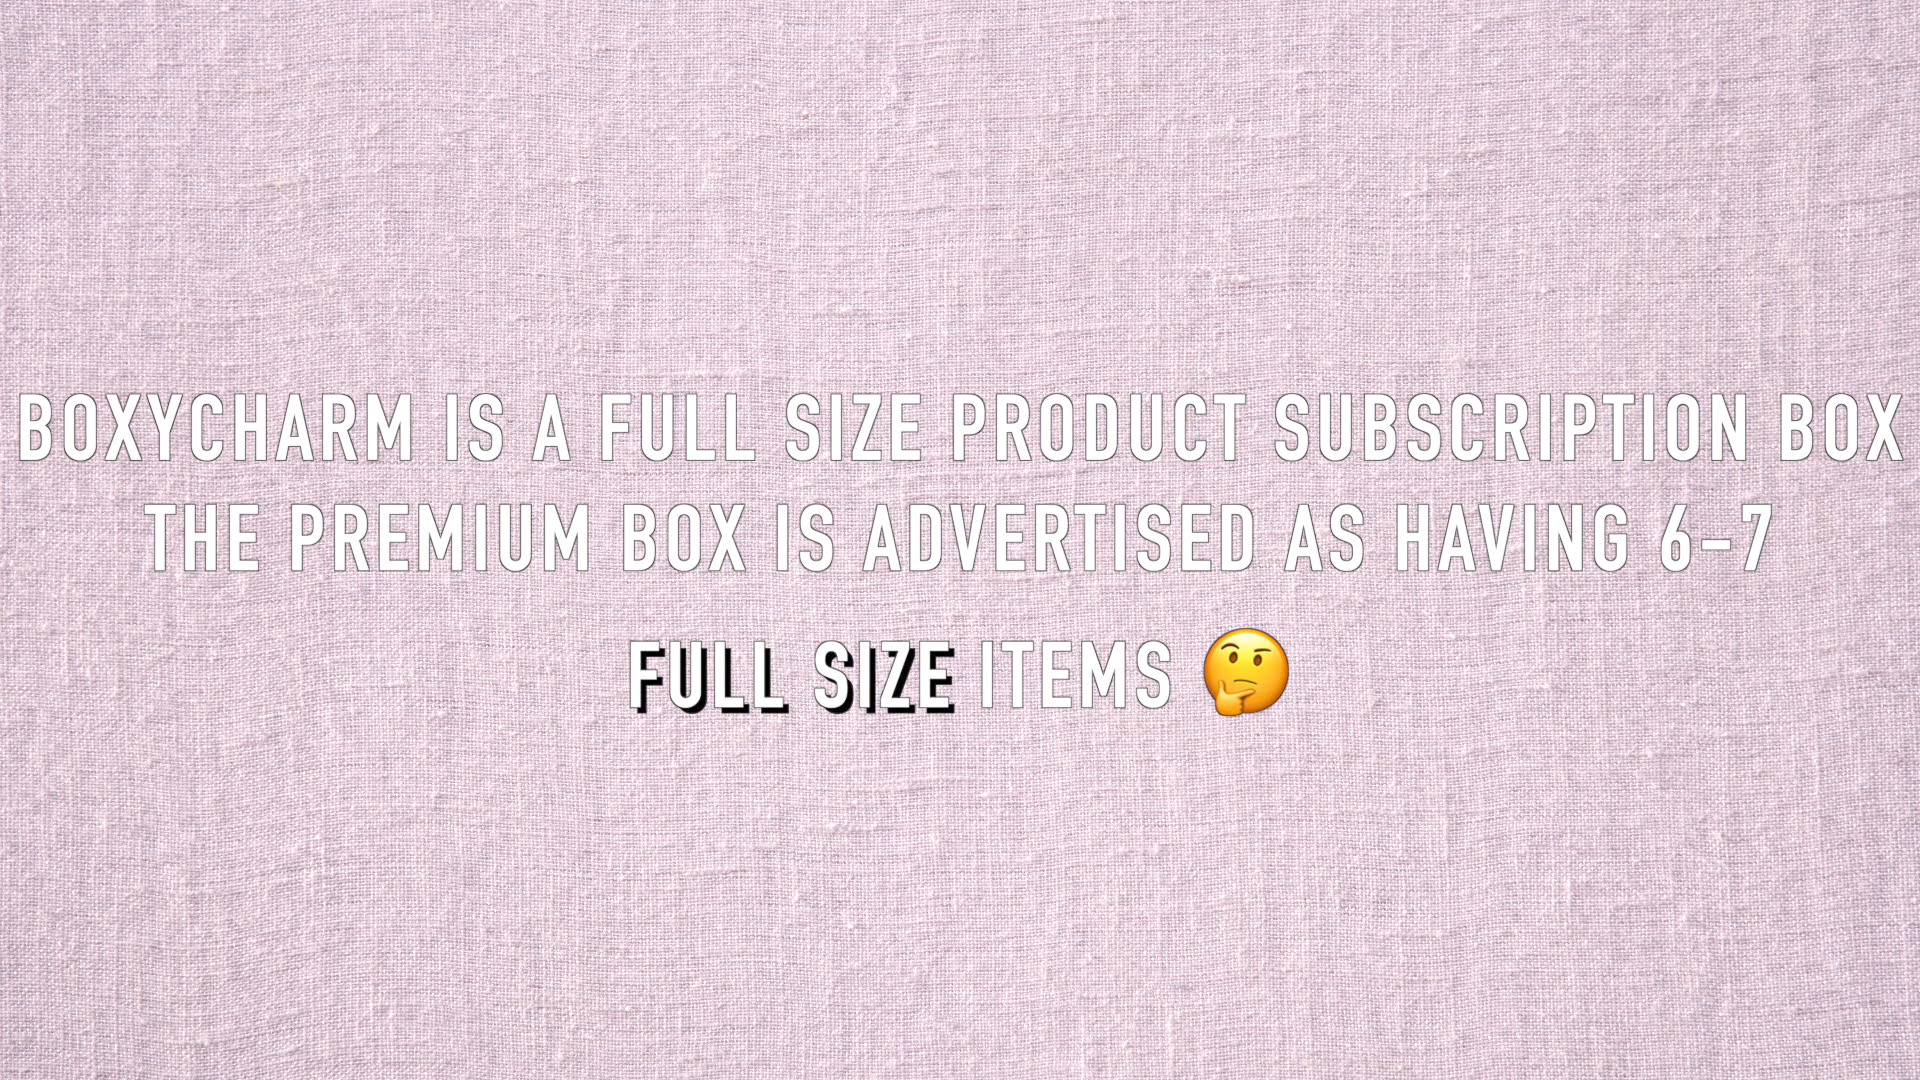 BOXYCHARM IS A FULL SIZE PRODUCT SUBSCRIPTION BOX
THE PREMIUM BOX IS ADVERTISED AS HAVING 6-7
FULL SIZE ITEMS 🤔